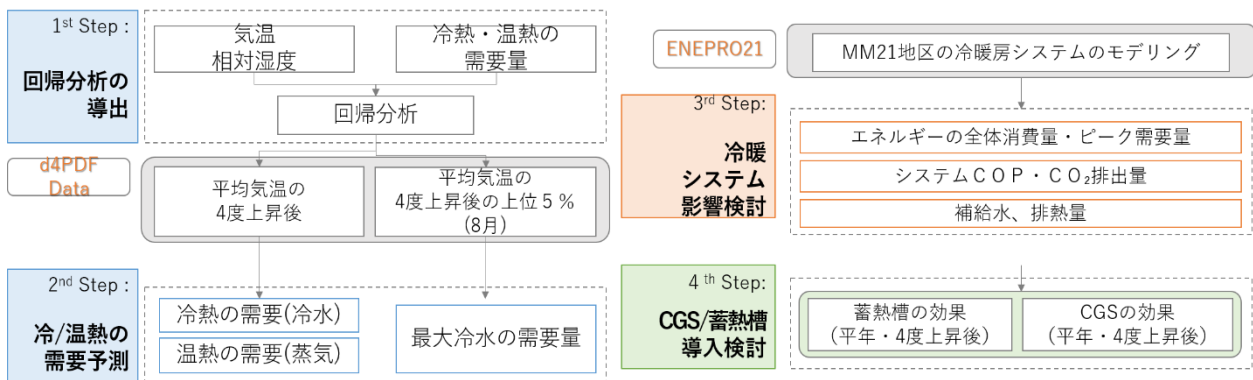 1st Step :
回帰分析の
導出
気温
相対湿度
冷熱・温熱の
需要量
回帰分析
d4PDF
Data
平均気温の
4度上昇後
平均気温の
4度上昇後の上位５％
(8月)
2nd Step :
冷/温熱の
需要予測
冷熱の需要(冷水)
温熱の需要(蒸気)
最大冷水の需要量
ENEPRO21
MM21地区の冷暖房システムのモデリング
3rd Step:
冷暖
システム
影響検討
エネルギーの全体消費量・ピーク需要量
システムＣＯＰ・CO₂排出量
補給水、排熱量
4 th Step:
CGS/蓄熱槽
導入検討
蓄熱槽の効果
(平年・4度上昇後)
CGSの効果
(平年・4度上昇後)